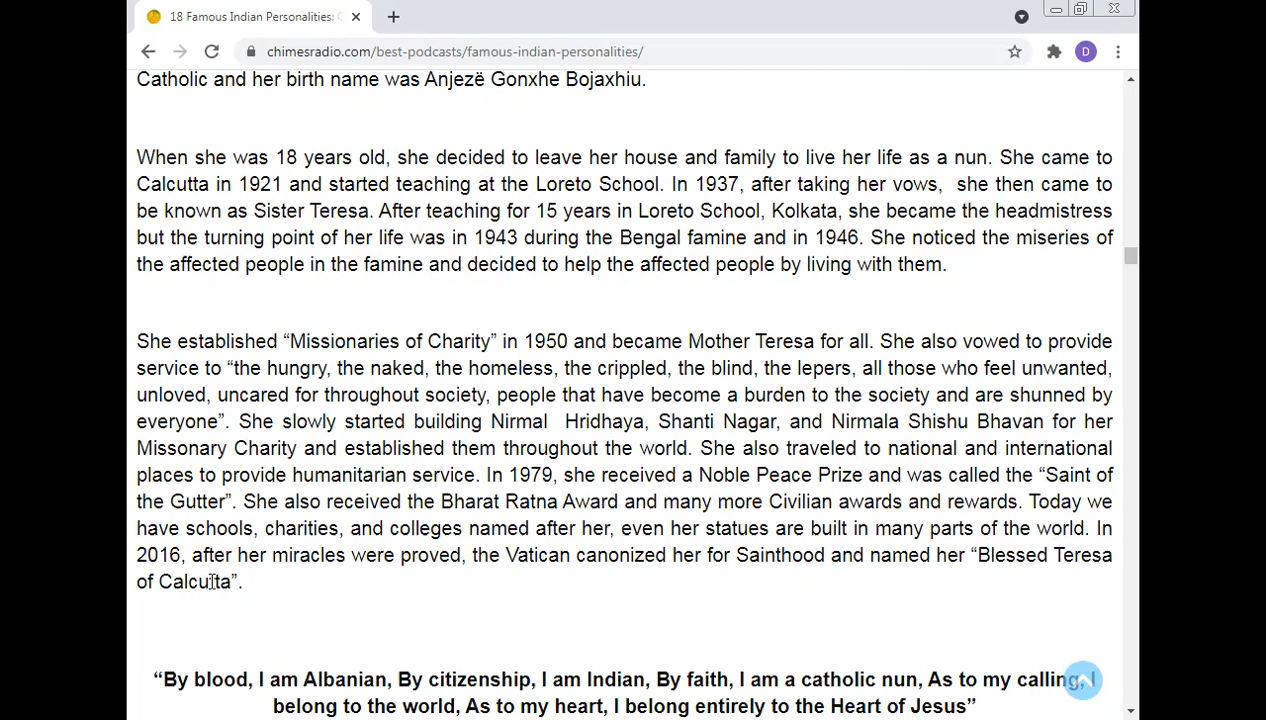 18 Famous Indian Personalities:
chimesradio.com/best-podcasts/famous-indian-personalities/
D
Catholic and her birth name was Anjezë Gonxhe Bojaxhiu.
When she was 18 years old, she decided to leave her house and family to live her life as a nun. She came to
Calcutta in 1921 and started teaching at the Loreto School. In 1937, after taking her vows, she then came to
be known as Sister Teresa. After teaching for 15 years in Loreto School, Kolkata, she became the headmistress
but the turning point of her life was in 1943 during the Bengal famine and in 1946. She noticed the miseries of
the affected people in the famine and decided to help the affected people by living with them.
She established “Missionaries of Charity” in 1950 and became Mother Teresa for all. She also vowed to provide
service to “the hungry, the naked, the homeless, the crippled, the blind, the lepers, all those who feel unwanted,
unloved, uncared for throughout society, people that have become a burden to the society and are shunned by
everyone”. She slowly started building Nirmal Hridhaya, Shanti Nagar, and Nirmala Shishu Bhavan for her
Missonary Charity and established them throughout the world. She also traveled to national and international
places to provide humanitarian service. In 1979, she received a Noble Peace Prize and was called the “Saint of
the Gutter”. She also received the Bharat Ratna Award and many more Civilian awards and rewards. Today we
have schools, charities, and colleges named after her, even her statues are built in many parts of the world. In
2016, after her miracles were proved, the Vatican canonized her for Sainthood and named her “Blessed Teresa
of Calcutta”.
“By blood, I am Albanian, By citizenship, I am Indian, By faith, I am a catholic nun, As to my calling, I
belong to the world, As to my heart, I belong entirely to the Heart of Jesus”